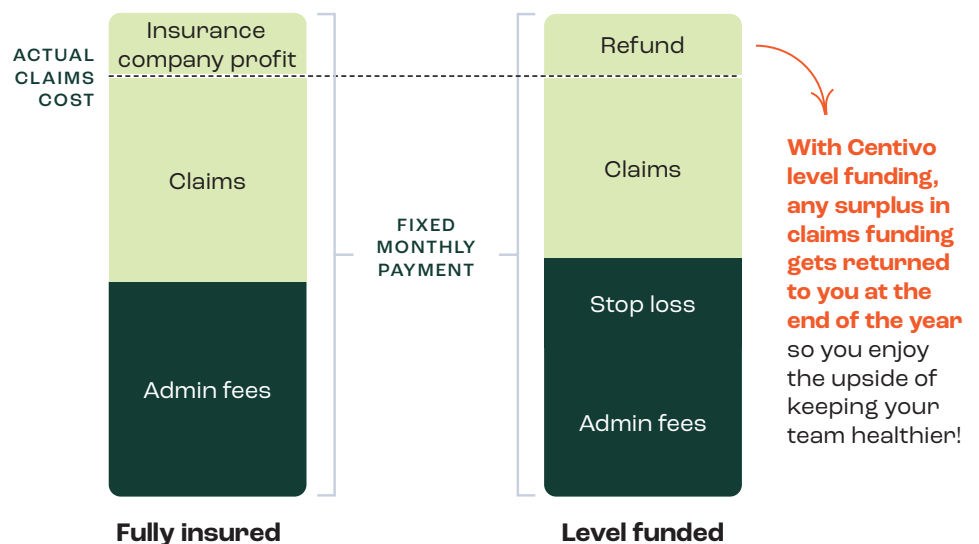 ACTUAL
CLAIMS
COST
Insurance
company profit
Claims
Admin fees
Fully insured
FIXED
MONTHLY
PAYMENT
Refund
Claims
Stop loss
Admin fees
Level funded
With Centivo
level funding,
any surplus in
claims funding
gets returned
to you at the
end of the year
so you enjoy
the upside of
keeping your
team healthier!